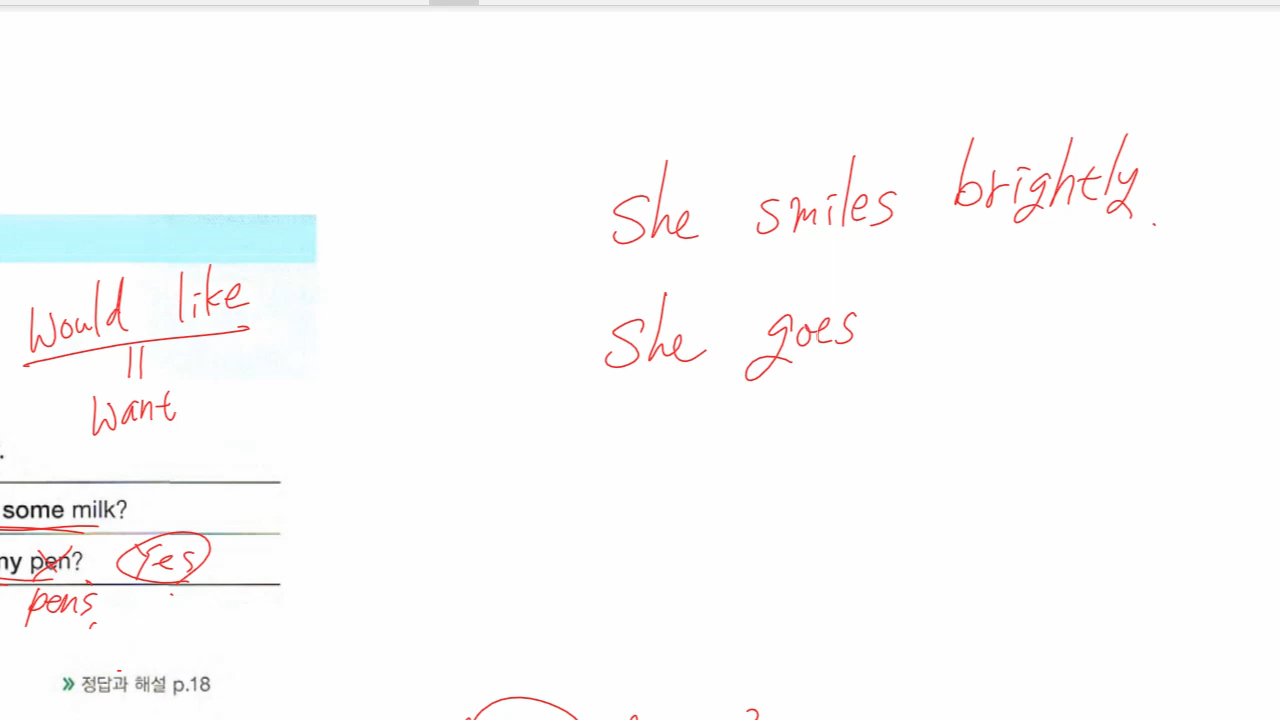 She smiles brightly.
She goes
Would like
want
some milk?
ny pen?
Yes
pens
» 정답과 해설 p.18